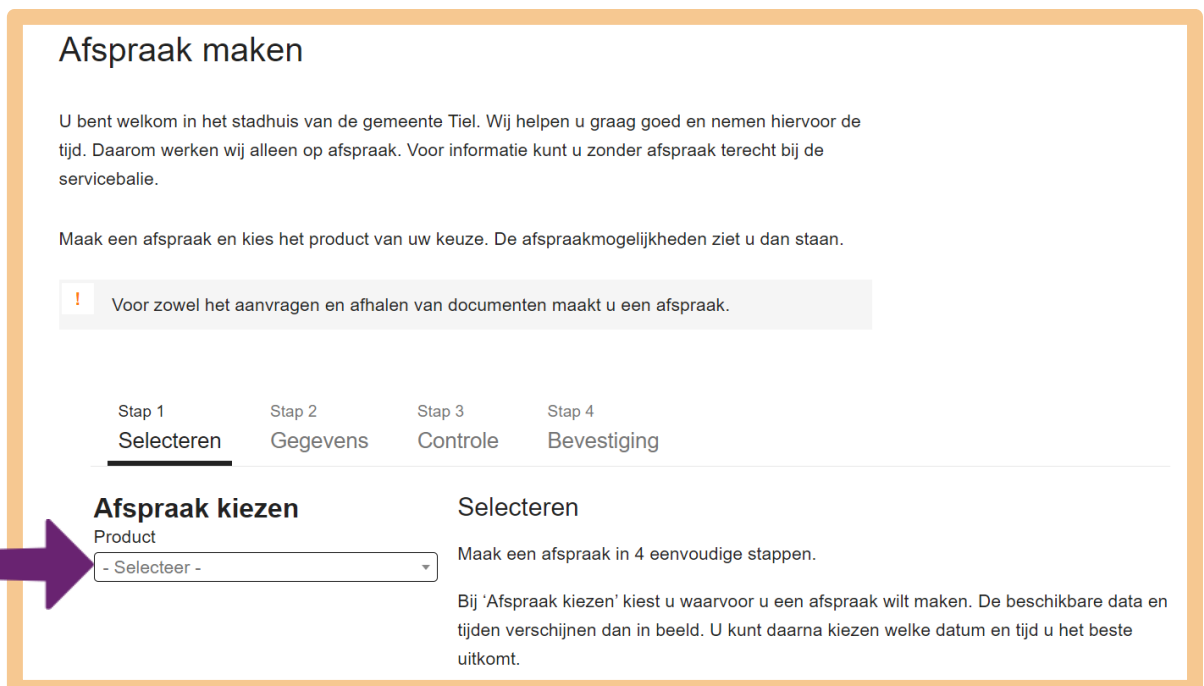 Afspraak maken
U bent welkom in het stadhuis van de gemeente Tiel. Wij helpen u graag goed en nemen hiervoor de
tijd. Daarom werken wij alleen op afspraak. Voor informatie kunt u zonder afspraak terecht bij de
servicebalie.
Maak een afspraak en kies het product van uw keuze. De afspraakmogelijkheden ziet u dan staan.
! Voor zowel het aanvragen en afhalen van documenten maakt u een afspraak.
Stap 1 Stap 2 Stap 3 Stap 4
Selecteren Gegevens Controle Bevestiging
Afspraak kiezen
Product
- Selecteer -
Selecteren
Maak een afspraak in 4 eenvoudige stappen.
Bij ‘Afspraak kiezen’ kiest u waarvoor u een afspraak wilt maken. De beschikbare data en
tijden verschijnen dan in beeld. U kunt daarna kiezen welke datum en tijd u het beste
uitkomt.